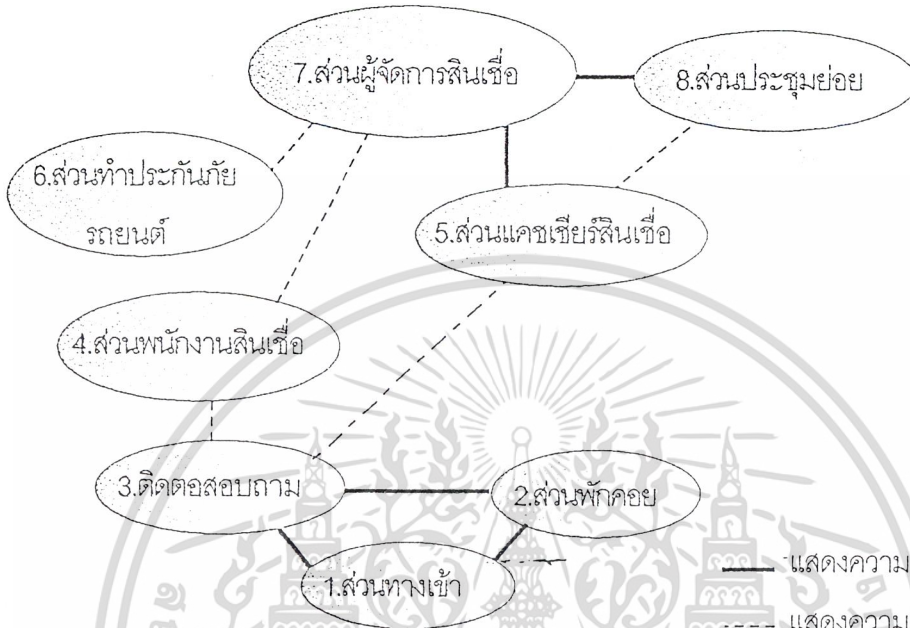 7.ส่วนผู้จัดการสินเชื่อ
8.ส่วนประชุมย่อย
6.ส่วนทำประกันภัย
รถยนต์
5.ส่วนแคชเชียร์สินเชื่อ
4.ส่วนพนักงานสินเชื่อ
3.ติดตอสอบถาม
2.ส่วนพักคอย
1.ส่วนทางเข้า
แสดงความ
แสดงความ